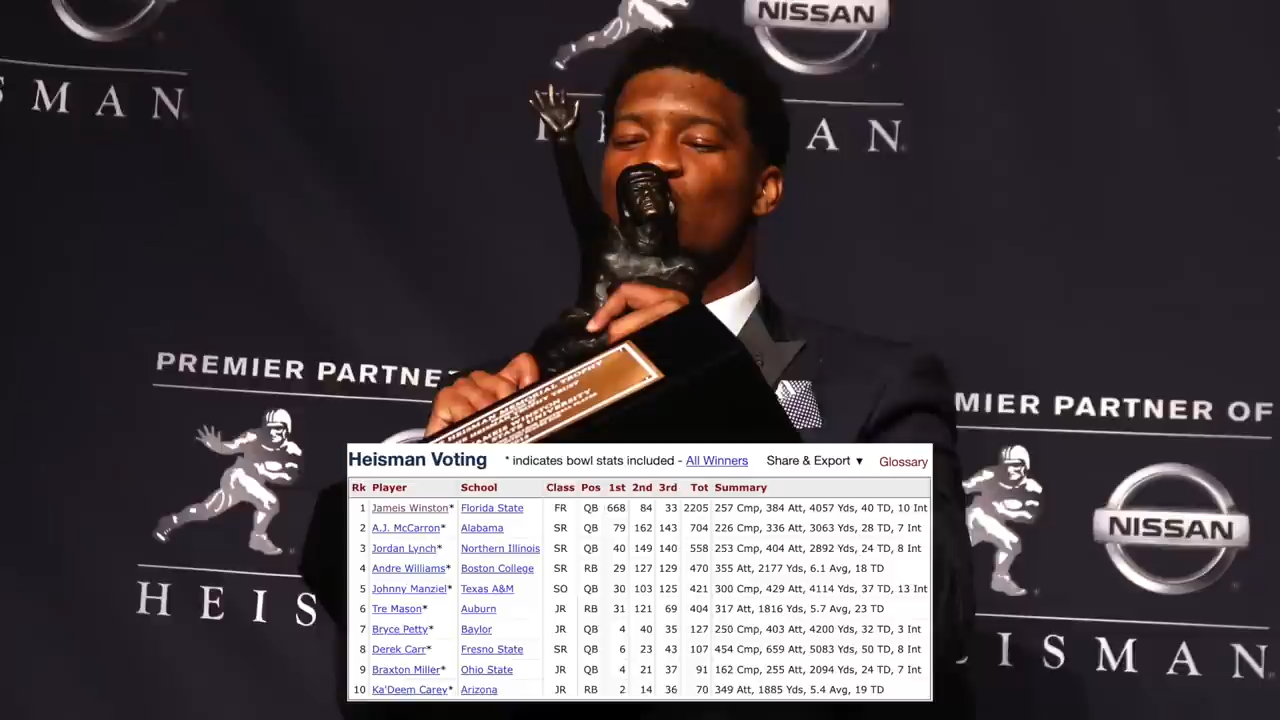 NISSAN
S M A N
H AN
PREMIER PARTNE
MIER PARTNER OF
HEISMAN MEMORIAL TROPHY
UNIVERSITY
NISSAN
H E I S
I S M A N
Heisman Voting * indicates bowl stats included - All Winners Share & Export ▼ Glossary
Rk Player School Class Pos 1st 2nd 3rd Tot Summary
1 Jameis Winston* Florida State FR QB 668 84 33 2205 257 Cmp, 384 Att, 4057 Yds, 40 TD, 10 Int
2 A.J. McCarron* Alabama SR QB 79 162 143 704 226 Cmp, 336 Att, 3063 Yds, 28 TD, 7 Int
3 Jordan Lynch* Northern Illinois SR QB 40 149 140 558 253 Cmp, 404 Att, 2892 Yds, 24 TD, 8 Int
4 Andre Williams* Boston College SR RB 29 127 129 470 355 Att, 2177 Yds, 6.1 Avg, 18 TD
5 Johnny Manziel* Texas A&M SO QB 30 103 125 421 300 Cmp, 429 Att, 4114 Yds, 37 TD, 13 Int
6 Tre Mason* Auburn JR RB 31 121 69 404 317 Att, 1816 Yds, 5.7 Avg, 23 TD
7 Bryce Petty* Baylor JR QB 4 40 35 127 250 Cmp, 403 Att, 4200 Yds, 32 TD, 3 Int
8 Derek Carr* Fresno State SR QB 6 23 43 107 454 Cmp, 659 Att, 5083 Yds, 50 TD, 8 Int
9 Braxton Miller* Ohio State JR QB 4 21 37 91 162 Cmp, 255 Att, 2094 Yds, 24 TD, 7 Int
10 Ka'Deem Carey* Arizona JR RB 2 14 36 70 349 Att, 1885 Yds, 5.4 Avg, 19 TD